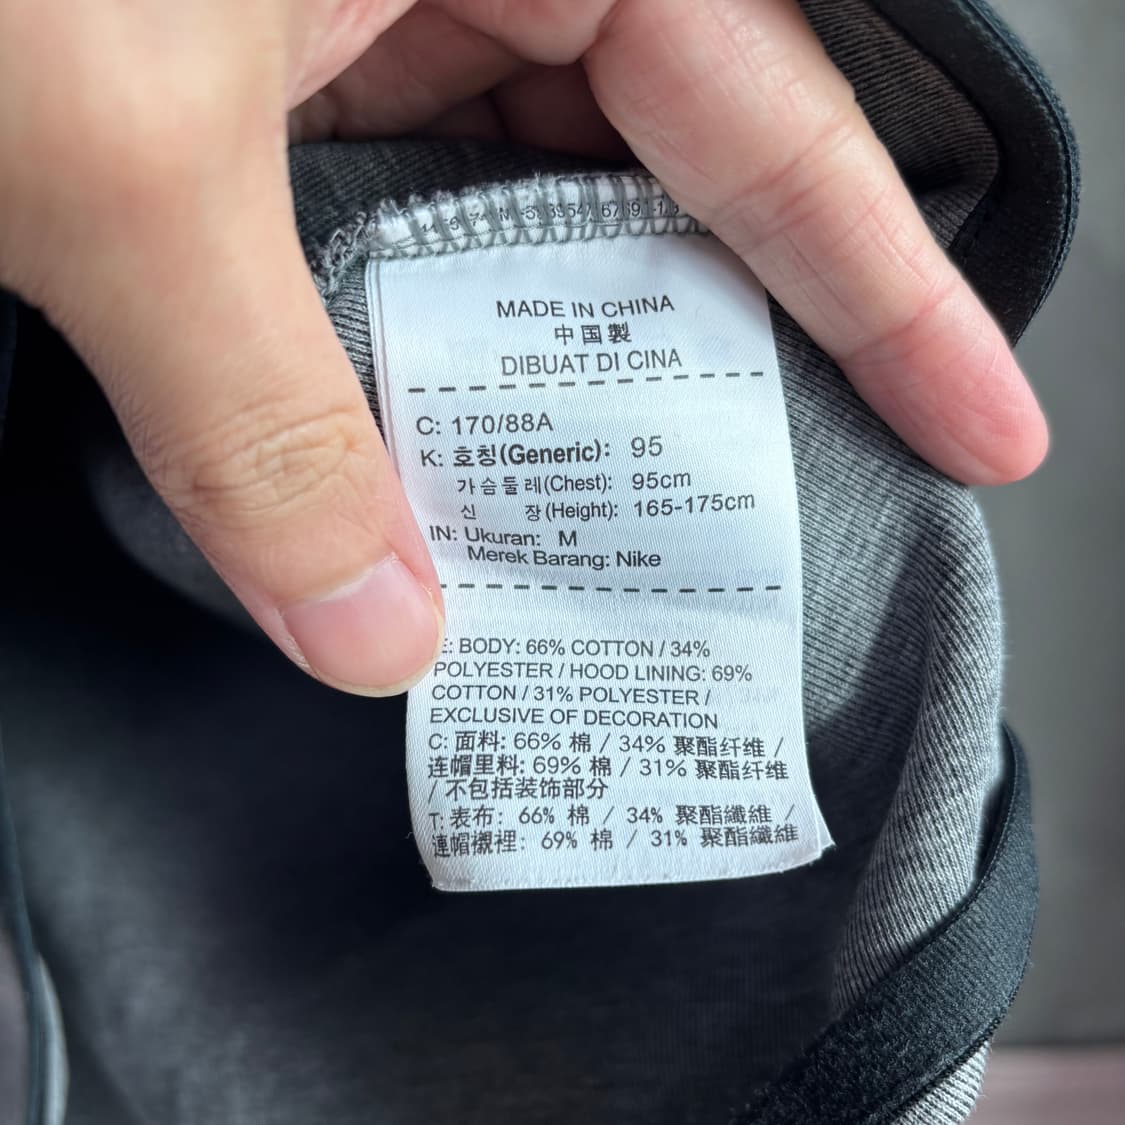 MADE IN CHINA
中国製
DIBUAT DI CINA
C: 170/88A
K: 호칭(Generic): 95
가슴둘레(Chest): 95cm
신 장(Height): 165-175cm
IN: Ukuran: M
Merek Barang: Nike
E: BODY: 66% COTTON / 34%
POLYESTER / HOOD LINING: 69%
COTTON / 31% POLYESTER /
EXCLUSIVE OF DECORATION
C: 面料: 66% 棉 / 34% 聚酯纤维 /
连帽里料: 69% 棉 / 31% 聚酯纤维
/ 不包括装饰部分
T: 表布: 66% 棉 / 34% 聚酯纖維 /
連帽襯裡: 69% 棉 / 31% 聚酯纖維